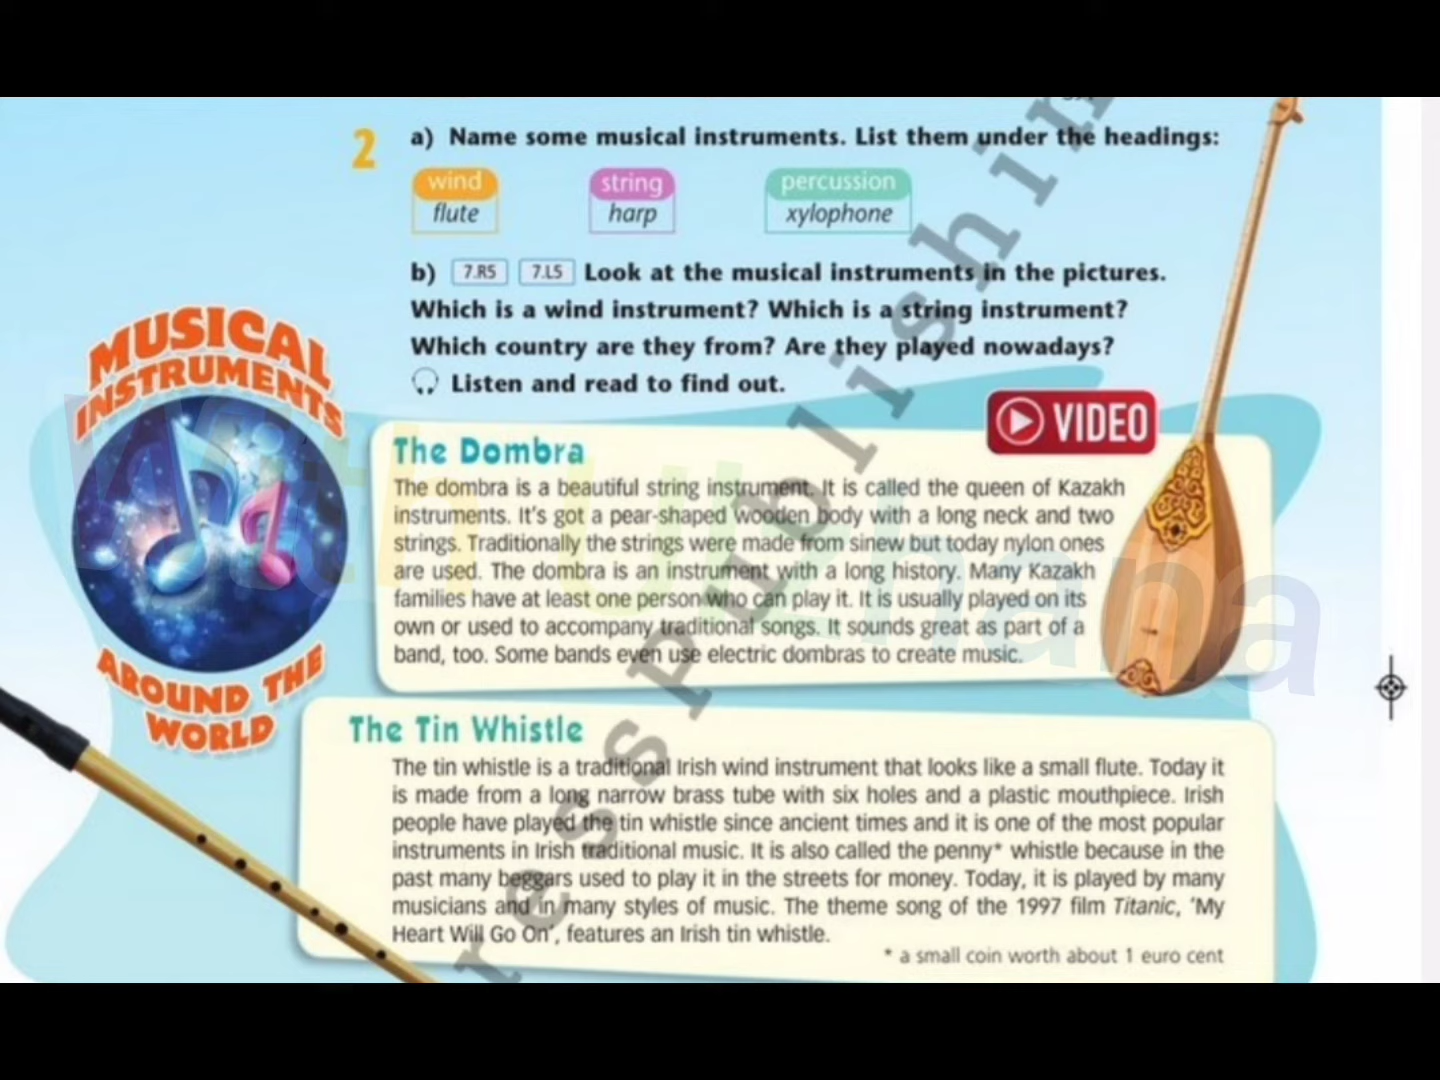 2
a) Name some musical instruments. List them under the headings:
wind string percussion
flute harp xylophone
b) 7.R5 7.L5 Look at the musical instruments in the pictures.
Which is a wind instrument? Which is a string instrument?
Which country are they from? Are they played nowadays?
Listen and read to find out.
MUSICAL
INSTRUMENTS
AROUND THE
WORLD
VIDEO
The Dombra
The dombra is a beautiful string instrument. It is called the queen of Kazakh
instruments. It's got a pear-shaped wooden body with a long neck and two
strings. Traditionally the strings were made from sinew but today nylon ones
are used. The dombra is an instrument with a long history. Many Kazakh
families have at least one person who can play it. It is usually played on its
own or used to accompany traditional songs. It sounds great as part of a
band, too. Some bands even use electric dombras to create music.
The Tin Whistle
The tin whistle is a traditional Irish wind instrument that looks like a small flute. Today it
is made from a long narrow brass tube with six holes and a plastic mouthpiece. Irish
people have played the tin whistle since ancient times and it is one of the most popular
instruments in Irish traditional music. It is also called the penny* whistle because in the
past many beggars used to play it in the streets for money. Today, it is played by many
musicians and in many styles of music. The theme song of the 1997 film Titanic, 'My
Heart Will Go On', features an Irish tin whistle.
* a small coin worth about 1 euro cent